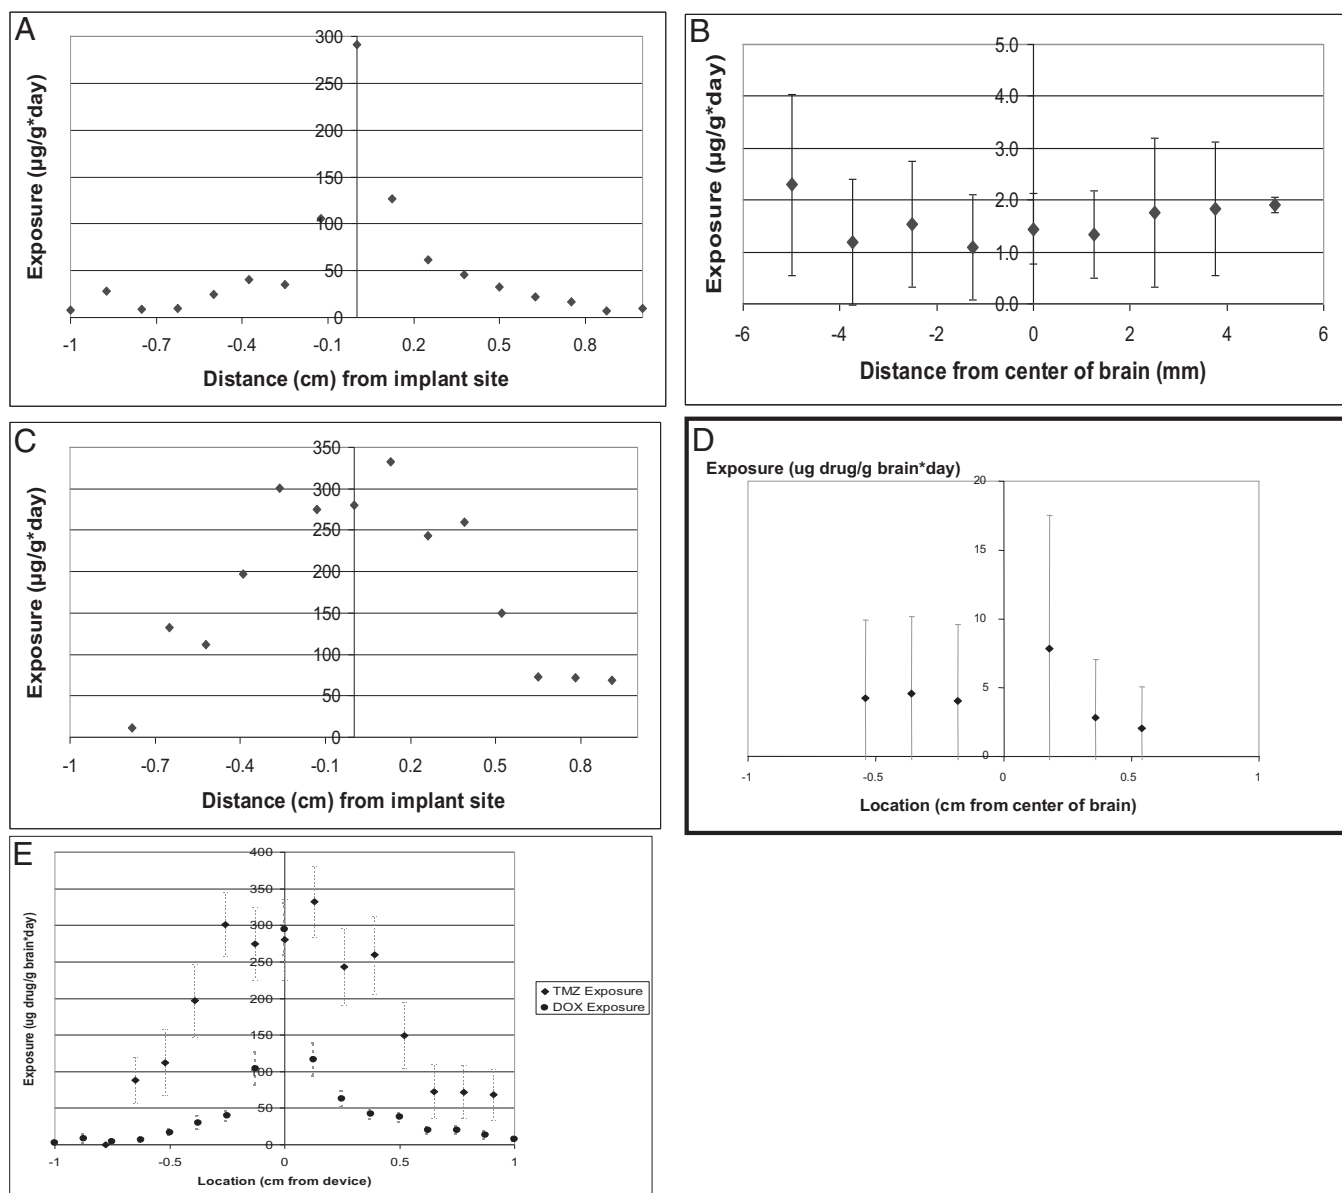 A
Exposure (µg/g*day)
300
250
200
150
100
50
0
-1 -0.7 -0.4 -0.1 0.2 0.5 0.8
Distance (cm) from implant site
B
Exposure (µg/g*day)
5.0
4.0
3.0
2.0
1.0
0.0
-6 -4 -2 0 2 4 6
Distance from center of brain (mm)
C
Exposure (µg/g*day)
350
300
250
200
150
100
50
0
-1 -0.7 -0.4 -0.1 0.2 0.5 0.8
Distance (cm) from implant site
D
Exposure (ug drug/g brain*day)
20
15
10
5
0
-1 -0.5 0 0.5 1
Location (cm from center of brain)
E
Exposure (ug drug/g brain*day)
400
350
300
250
200
150
100
50
0
-1 -0.5 0 0.5 1
Location (cm from device)
TMZ Exposure
DOX Exposure